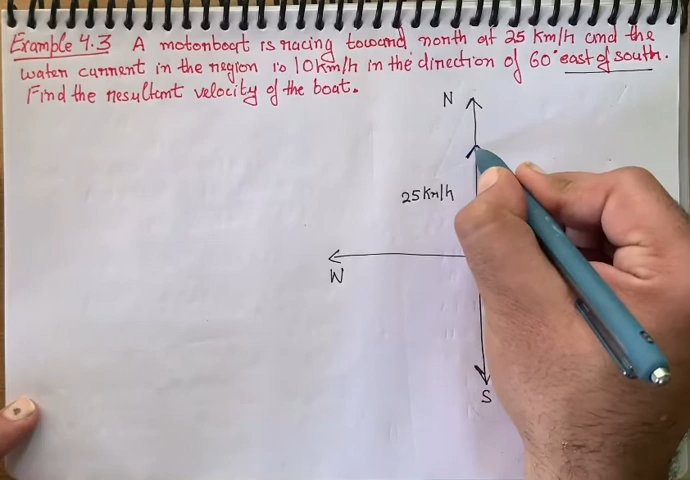 Example 4.3 A motorboat is racing toward north at 25 Km/h and the
water current in the region is 10 Km/h in the direction of 60° east of south.
Find the resultant velocity of the boat.
N
25 Km/h
W
S